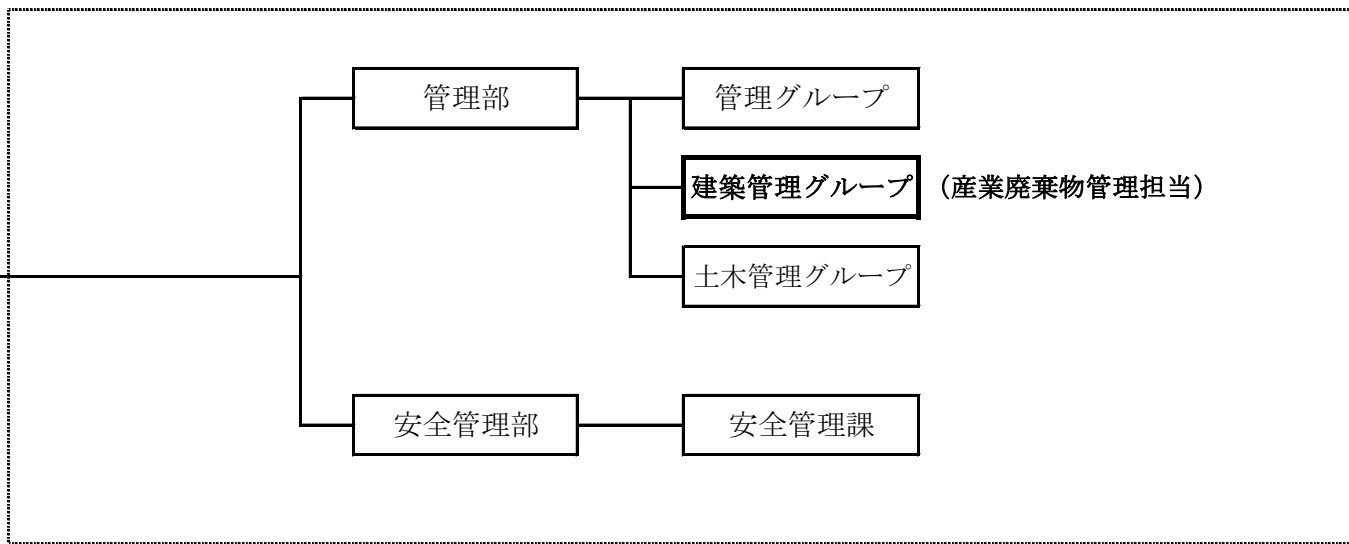 管理部
管理グループ
建築管理グループ (産業廃棄物管理担当)
土木管理グループ
安全管理部
安全管理課